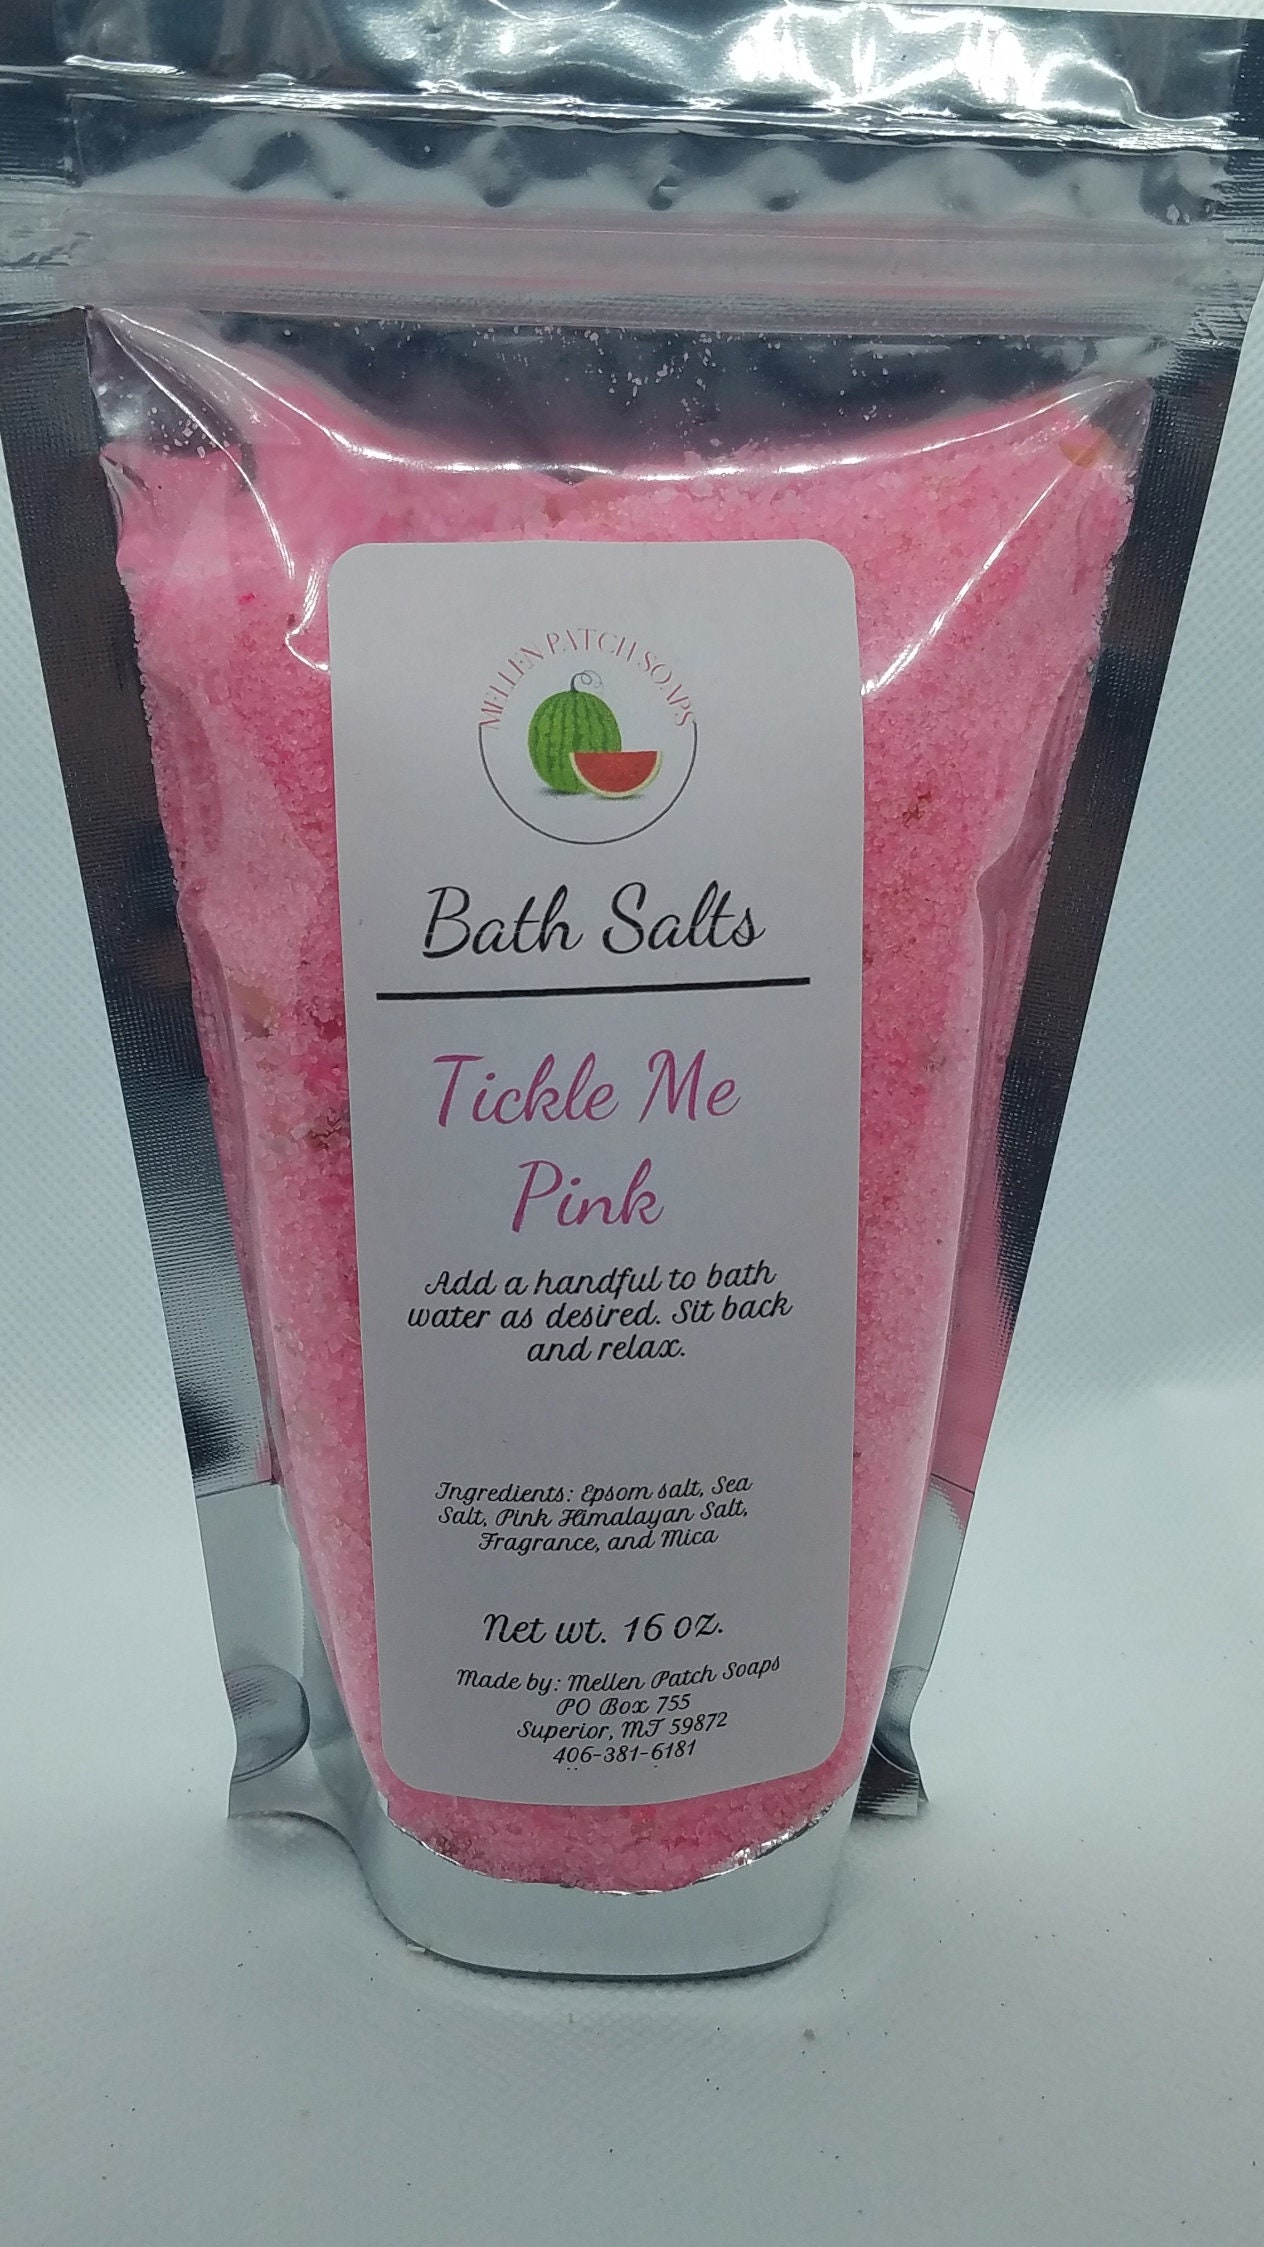 MELLEN PATCH SOAPS
Bath Salts
Tickle Me
Pink
Add a handful to bath
water as desired. Sit back
and relax.
Ingredients: Epsom salt, Sea
Salt, Pink Himalayan Salt,
Fragrance, and Mica
Net wt. 16 oz.
Made by: Mellen Patch Soaps
PO Box 755
Superior, MT 59872
406-381-6181